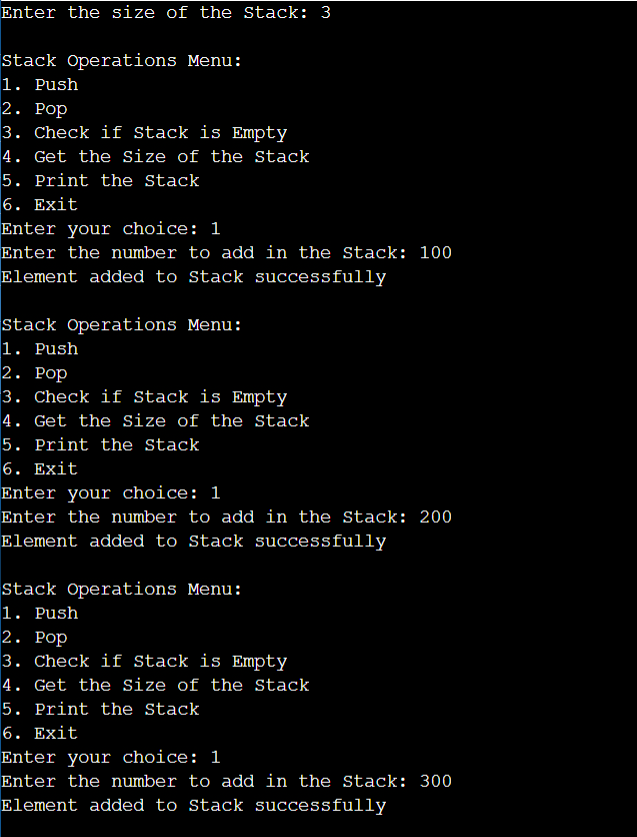 Enter the size of the Stack: 3
Stack Operations Menu:
1. Push
2. Pop
3. Check if Stack is Empty
4. Get the Size of the Stack
5. Print the Stack
6. Exit
Enter your choice: 1
Enter the number to add in the Stack: 100
Element added to Stack successfully
Stack Operations Menu:
1. Push
2. Pop
3. Check if Stack is Empty
4. Get the Size of the Stack
5. Print the Stack
6. Exit
Enter your choice: 1
Enter the number to add in the Stack: 200
Element added to Stack successfully
Stack Operations Menu:
1. Push
2. Pop
3. Check if Stack is Empty
4. Get the Size of the Stack
5. Print the Stack
6. Exit
Enter your choice: 1
Enter the number to add in the Stack: 300
Element added to Stack successfully